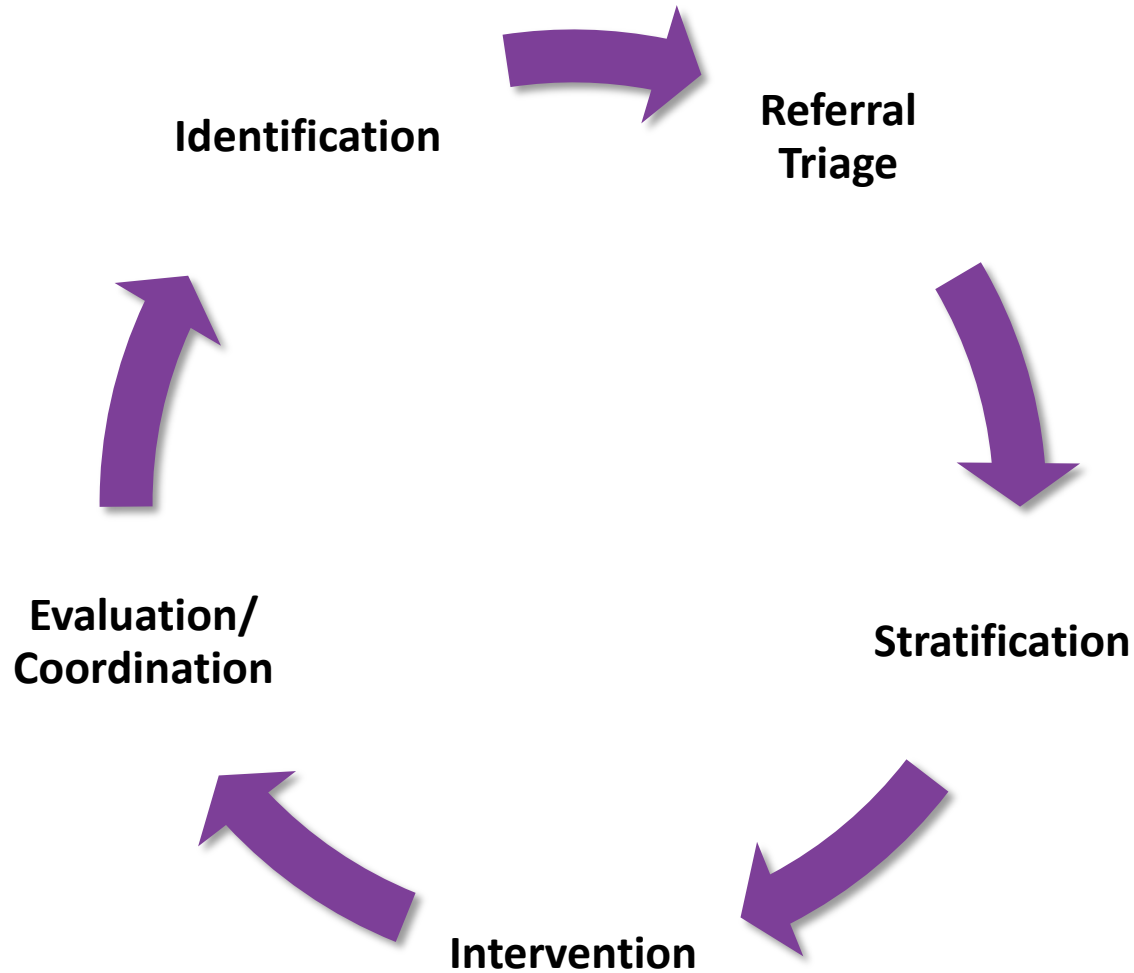 Identification
Referral
Triage
Stratification
Intervention
Evaluation/
Coordination